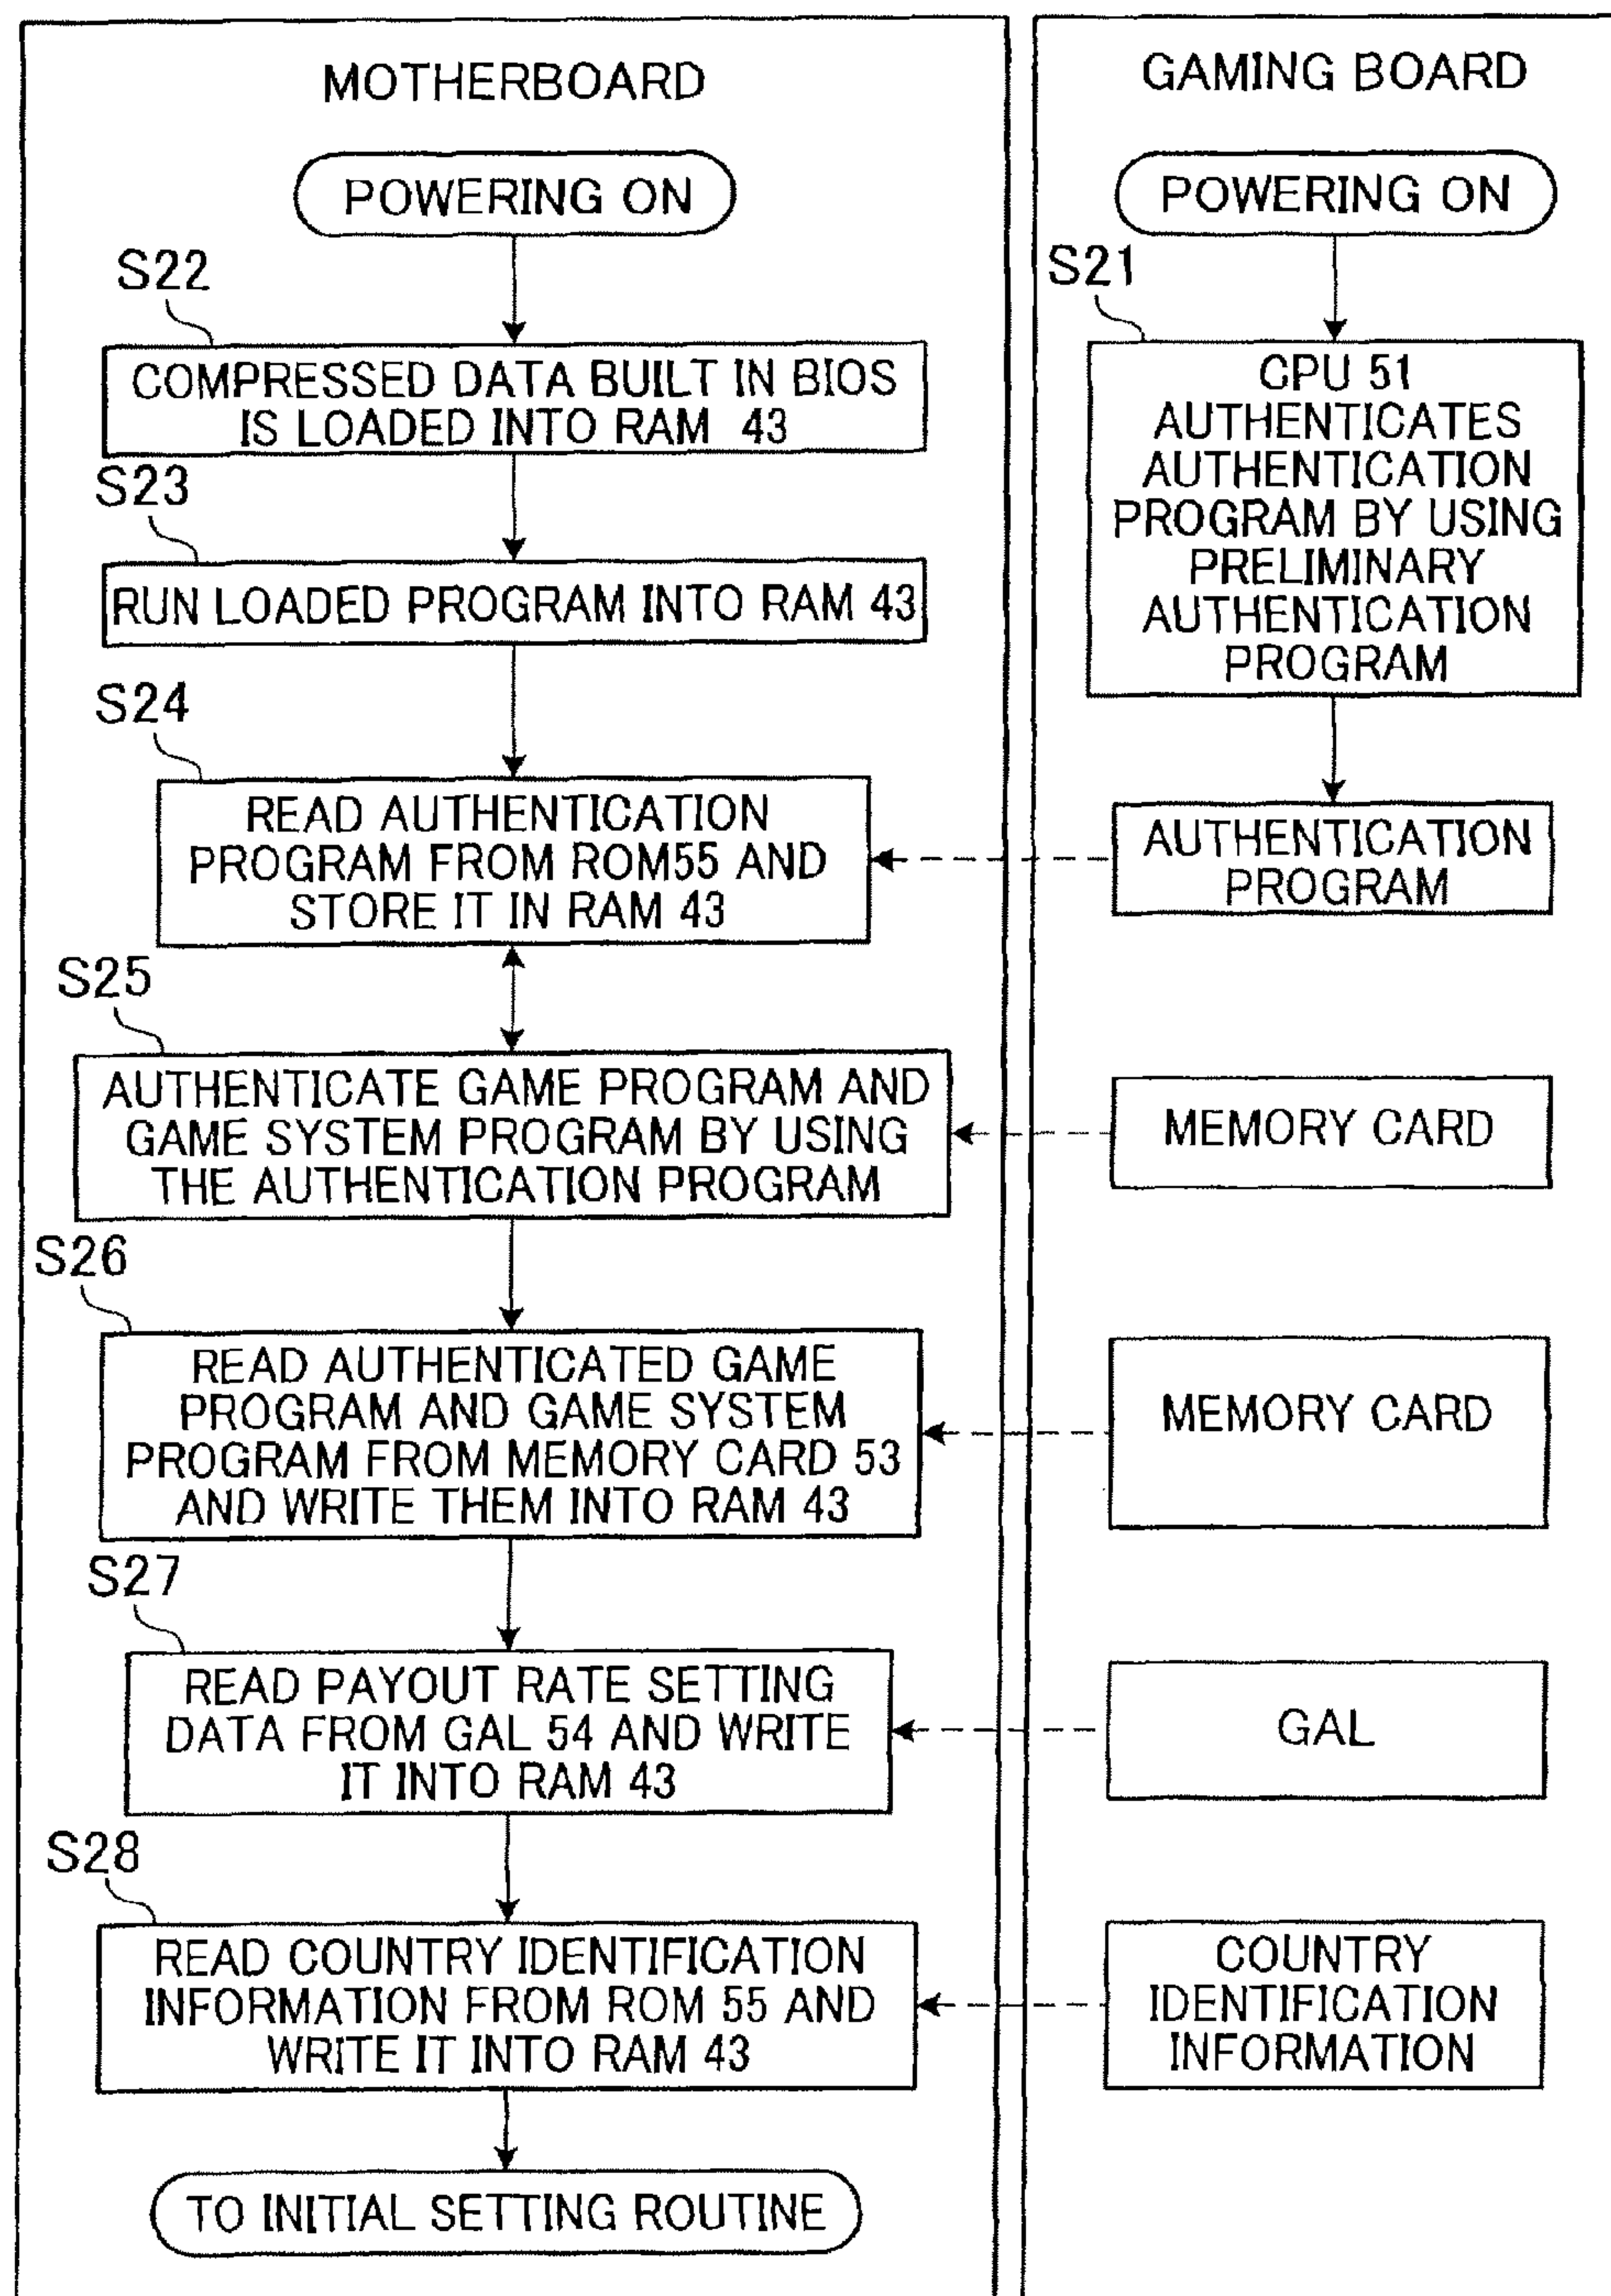 MOTHERBOARD
POWERING ON
S22
COMPRESSED DATA BUILT IN BIOS
IS LOADED INTO RAM 43
S23
RUN LOADED PROGRAM INTO RAM 43
S24
READ AUTHENTICATION
PROGRAM FROM ROM55 AND
STORE IT IN RAM 43
S25
AUTHENTICATE GAME PROGRAM AND
GAME SYSTEM PROGRAM BY USING
THE AUTHENTICATION PROGRAM
S26
READ AUTHENTICATED GAME
PROGRAM AND GAME SYSTEM
PROGRAM FROM MEMORY CARD 53
AND WRITE THEM INTO RAM 43
S27
READ PAYOUT RATE SETTING
DATA FROM GAL 54 AND WRITE
IT INTO RAM 43
S28
READ COUNTRY IDENTIFICATION
INFORMATION FROM ROM 55 AND
WRITE IT INTO RAM 43
TO INITIAL SETTING ROUTINE
GAMING BOARD
POWERING ON
S21
CPU 51
AUTHENTICATES
AUTHENTICATION
PROGRAM BY USING
PRELIMINARY
AUTHENTICATION
PROGRAM
AUTHENTICATION
PROGRAM
MEMORY CARD
MEMORY CARD
GAL
COUNTRY
IDENTIFICATION
INFORMATION